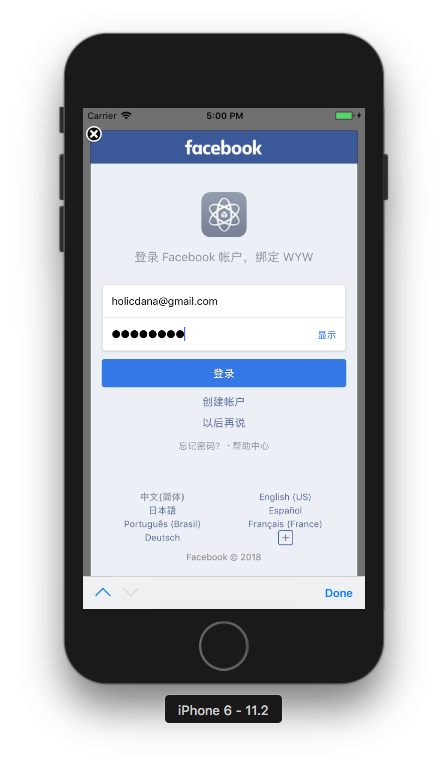 Carrier 5:00 PM
facebook
登录 Facebook 帐户，绑定 WYW
holicdana@gmail.com
●●●●●●●● 显示
登录
创建帐户
以后再说
忘记密码？ · 帮助中心
中文(简体) English (US)
日本語 Español
Português (Brasil) Français (France)
Deutsch
Facebook © 2018
Done
iPhone 6 - 11.2